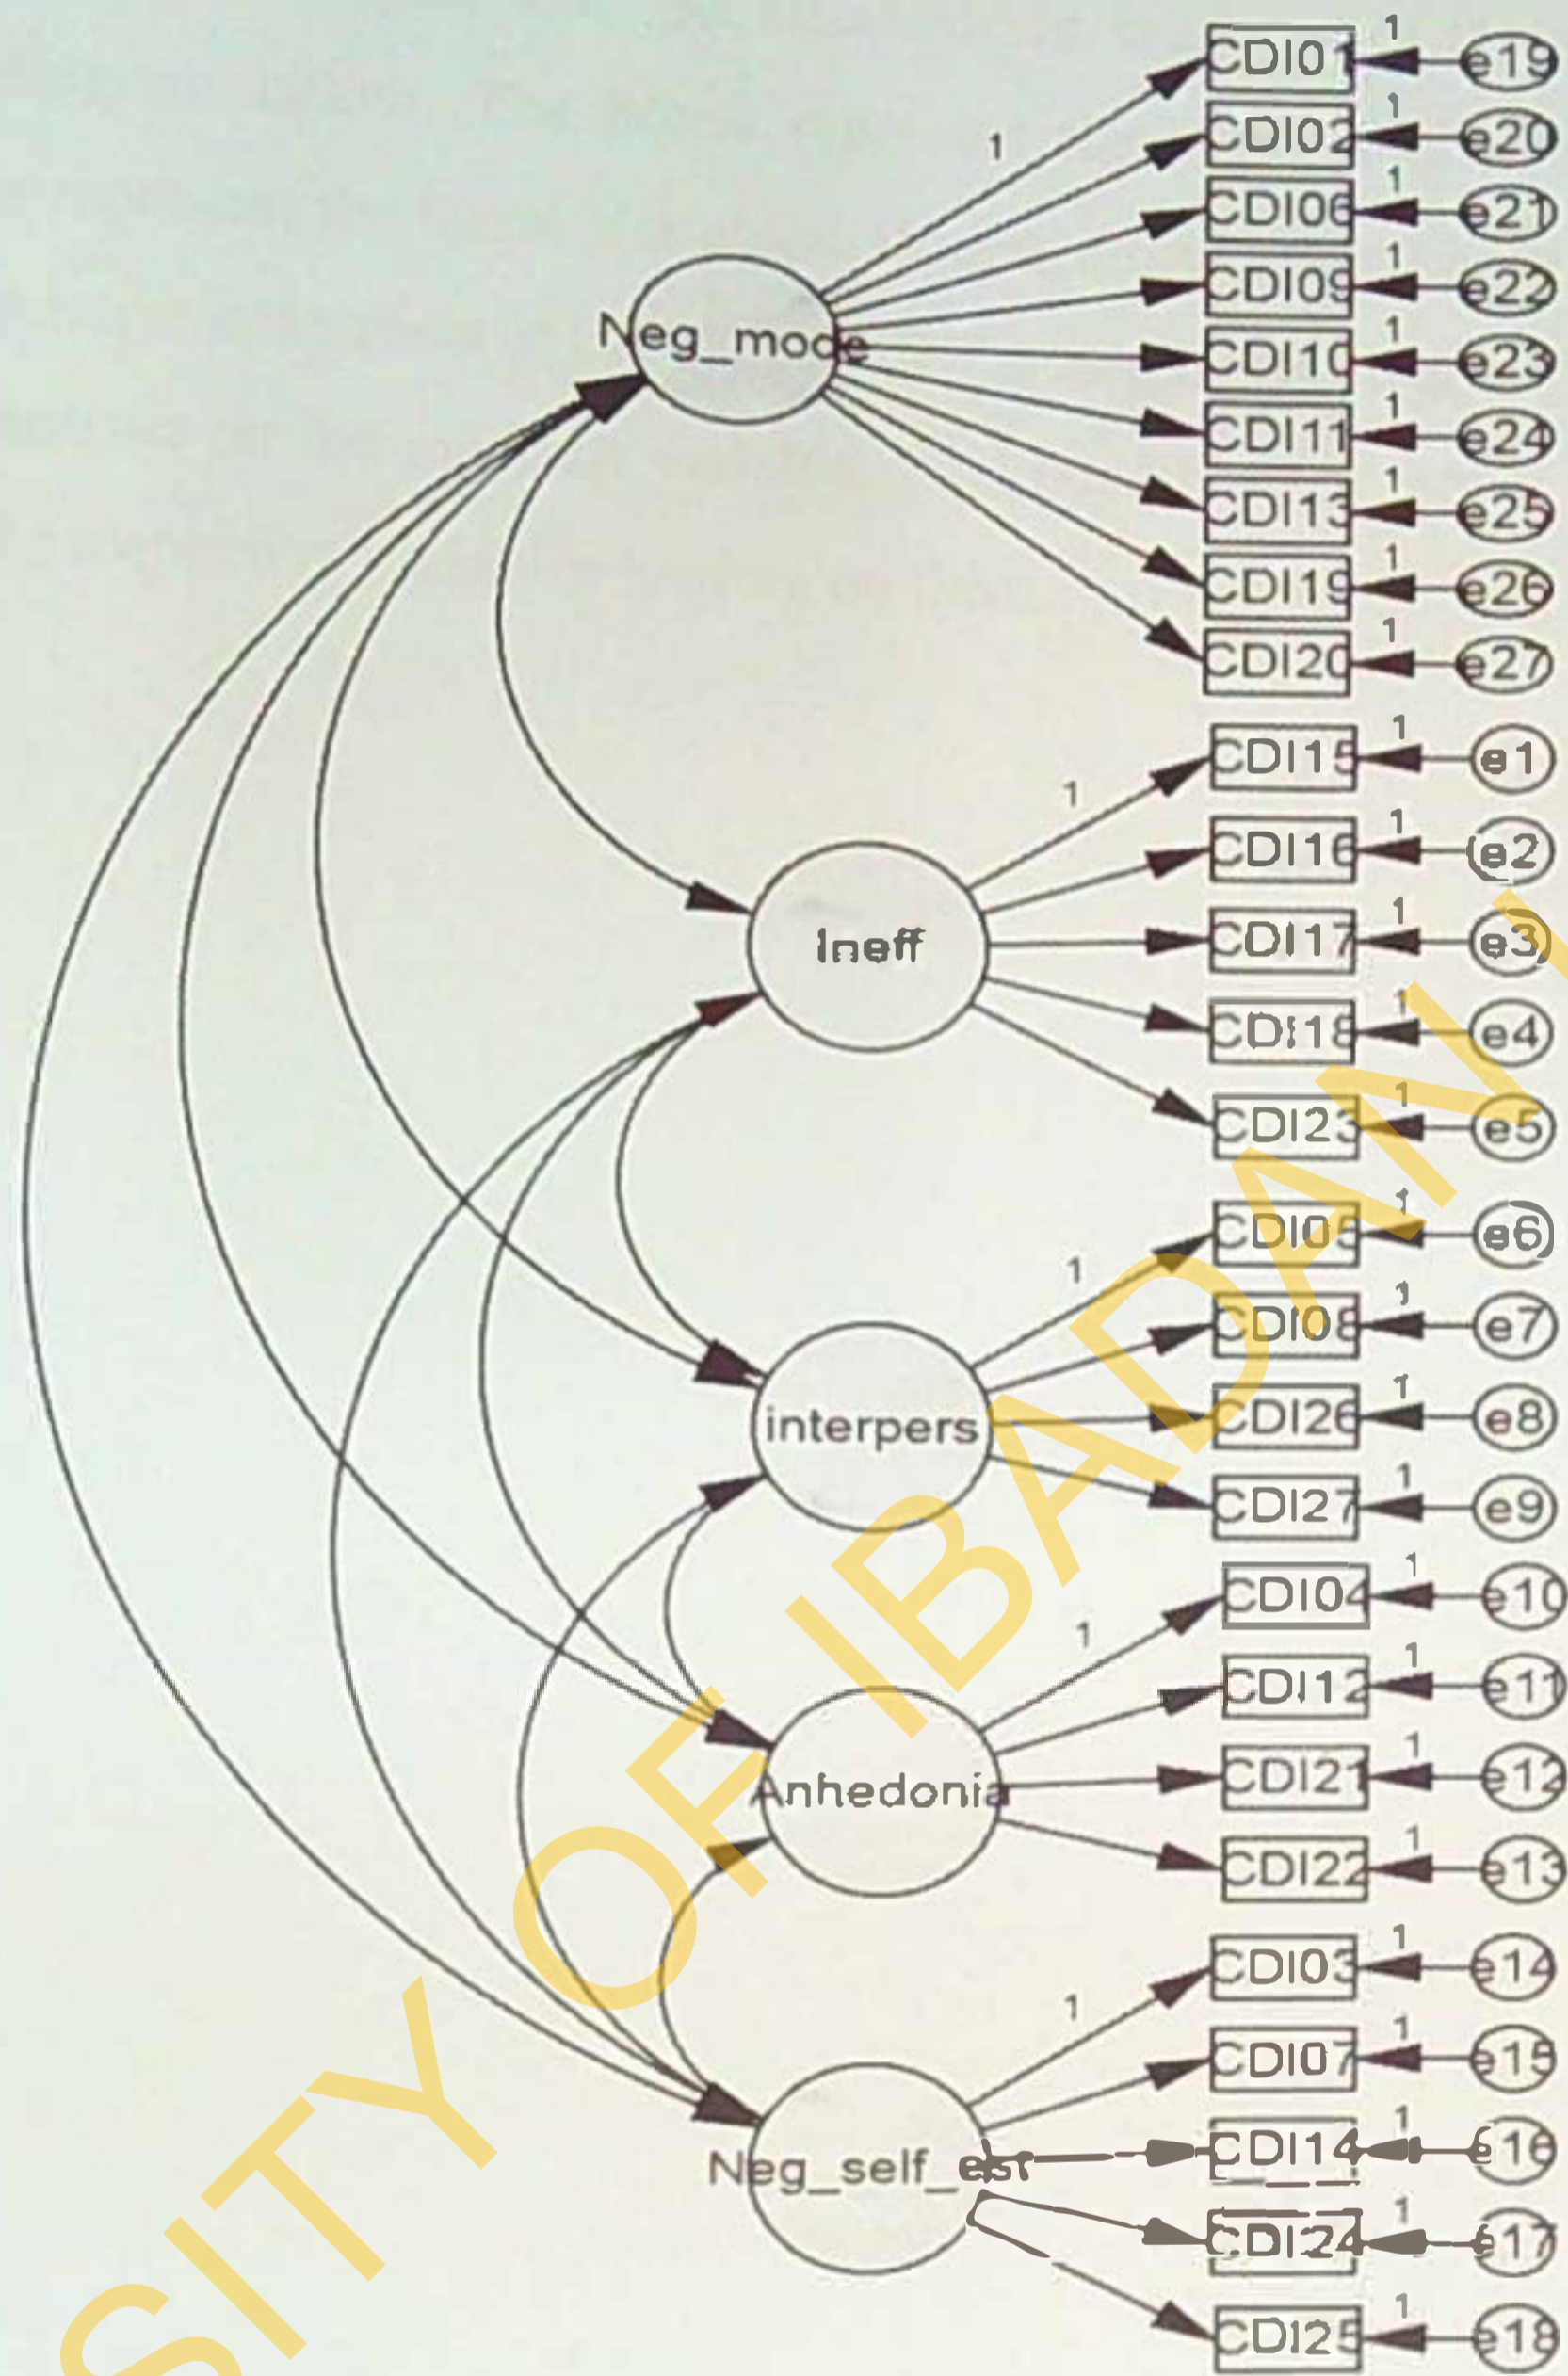 1
CDI01 1 e19
CDI02 1 e20
CDI06 1 e21
CDI09 1 e22
Neg_mode
CDI10 1 e23
CDI11 1 e24
CDI13 1 e25
CDI19 1 e26
CDI20 1 e27
1
CDI15 1 e1
CDI16 1 e2
Ineff
CDI17 1 e3
CDI18 1 e4
CDI23 1 e5
1
CDI05 1 e6
CDI08 1 e7
interpers
CDI26 1 e8
CDI27 1 e9
1
CDI04 1 e10
CDI12 1 e11
Anhedonia
CDI21 1 e12
CDI22 1 e13
1
CDI03 1 e14
CDI07 1 e15
Neg_self_
CDI14 1 e16
CDI24 1 e17
CDI25 1 e18
SITY OF IBADAN